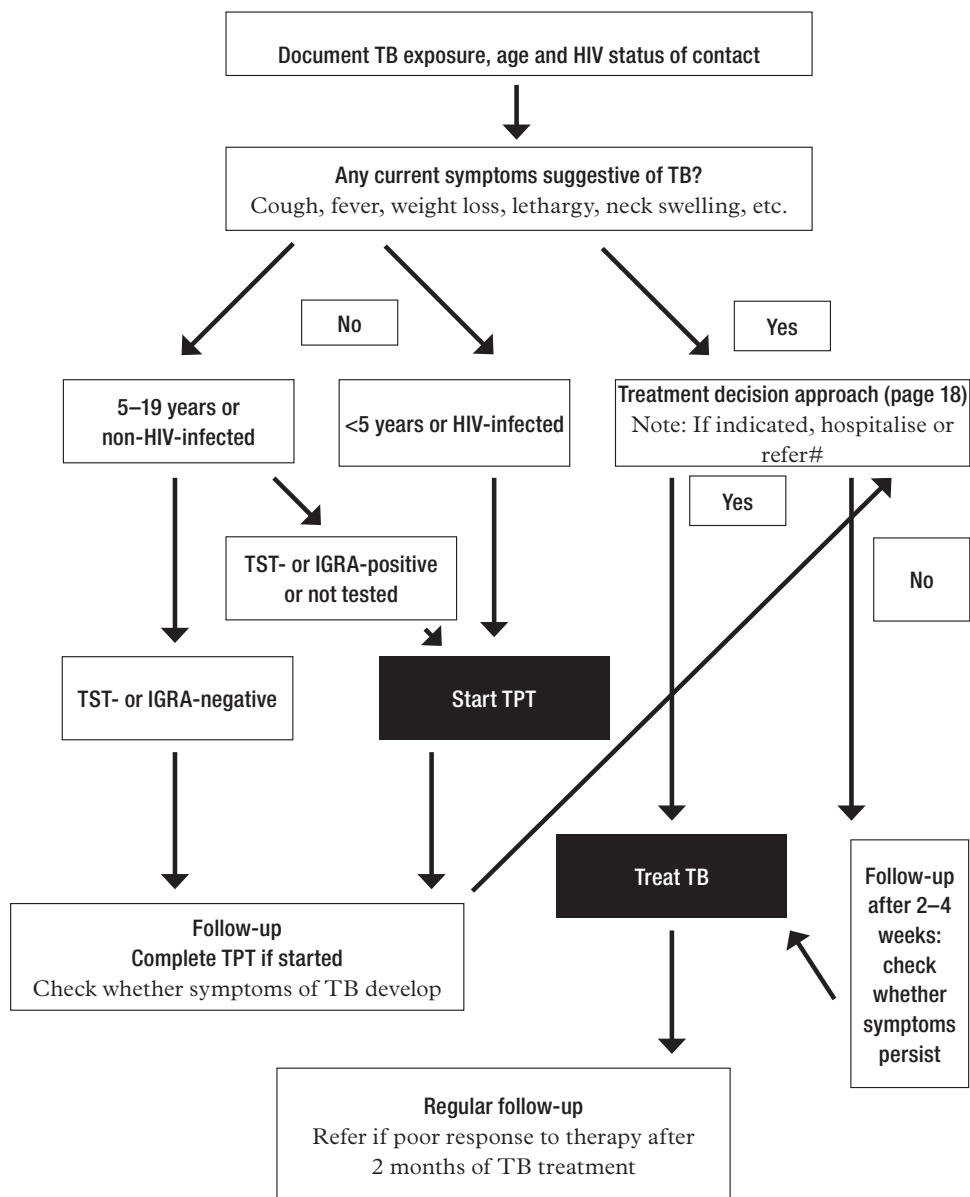 Document TB exposure, age and HIV status of contact
Any current symptoms suggestive of TB?
Cough, fever, weight loss, lethargy, neck swelling, etc.
No
Yes
5–19 years or
non-HIV-infected
<5 years or HIV-infected
Treatment decision approach (page 18)
Note: If indicated, hospitalise or
refer#
Yes
No
TST- or IGRA-positive
or not tested
TST- or IGRA-negative
Start TPT
Treat TB
Follow-up
after 2–4
weeks:
check
whether
symptoms
persist
Follow-up
Complete TPT if started
Check whether symptoms of TB develop
Regular follow-up
Refer if poor response to therapy after
2 months of TB treatment